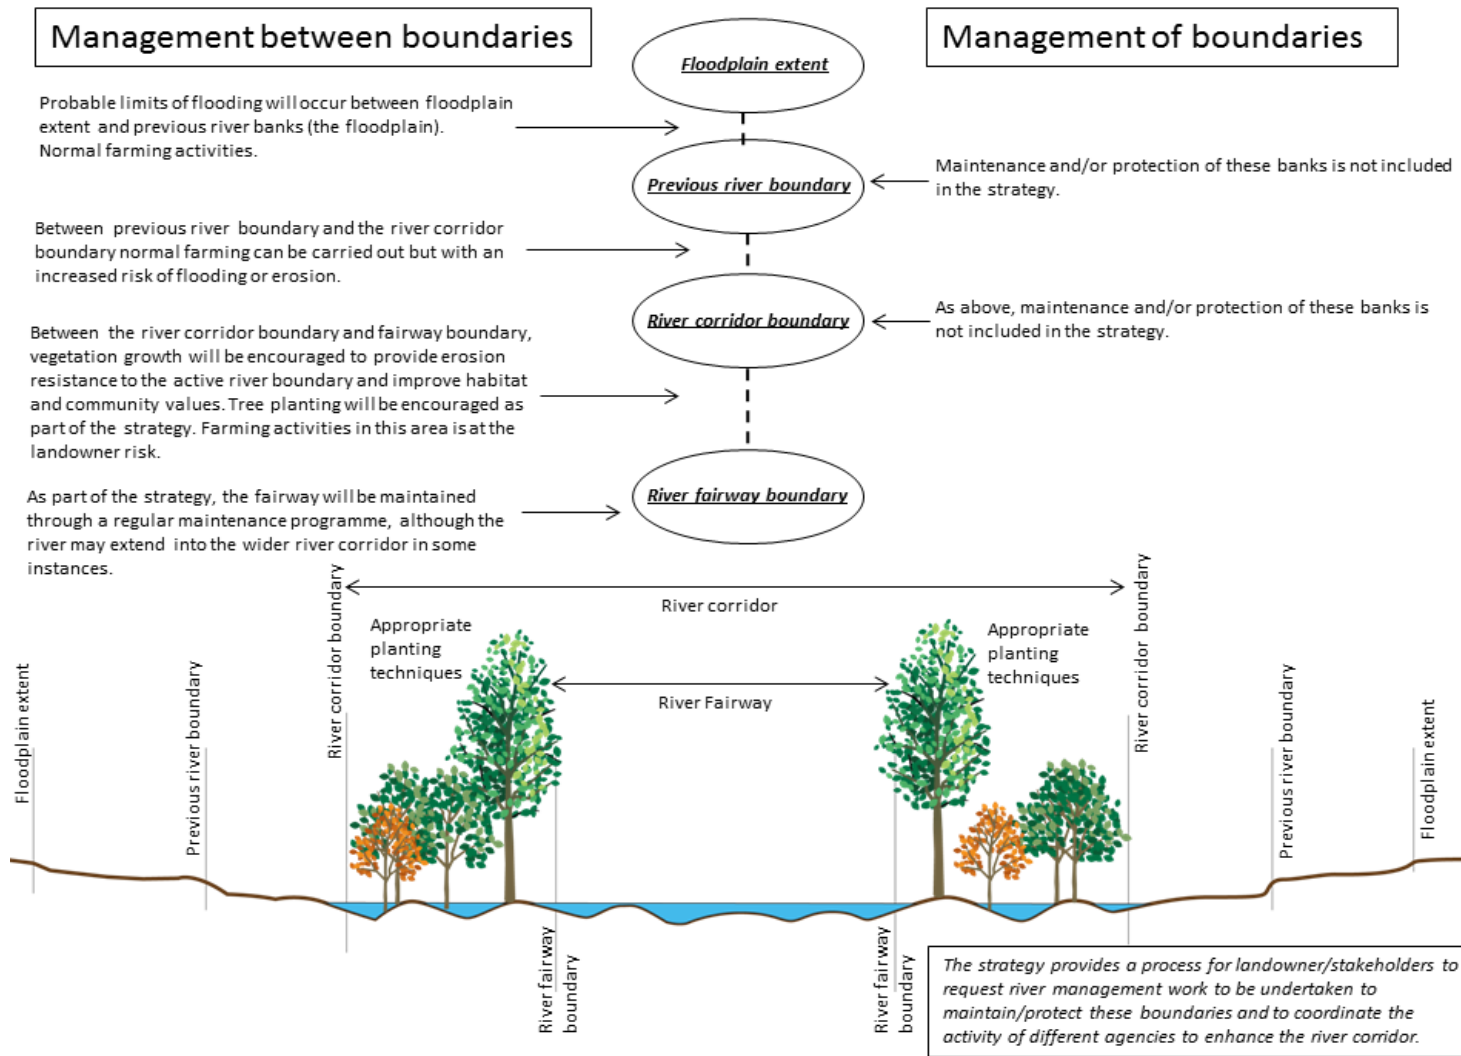 Management between boundaries
Management of boundaries
Floodplain extent
Probable limits of flooding will occur between floodplain
extent and previous river banks (the floodplain).
Normal farming activities.
Previous river boundary
Maintenance and/or protection of these banks is not included
in the strategy.
Between previous river boundary and the river corridor
boundary normal farming can be carried out but with an
increased risk of flooding or erosion.
River corridor boundary
As above, maintenance and/or protection of these banks is
not included in the strategy.
Between the river corridor boundary and fairway boundary,
vegetation growth will be encouraged to provide erosion
resistance to the active river boundary and improve habitat
and community values. Tree planting will be encouraged as
part of the strategy. Farming activities in this area is at the
landowner risk.
River fairway boundary
As part of the strategy, the fairway will be maintained
through a regular maintenance programme, although the
river may extend into the wider river corridor in some
instances.
River corridor
Appropriate
planting
techniques
Appropriate
planting
techniques
River Fairway
Floodplain extent
Previous river boundary
River corridor boundary
River corridor boundary
Previous river boundary
Floodplain extent
River fairway
boundary
River fairway
boundary
The strategy provides a process for landowner/stakeholders to
request river management work to be undertaken to
maintain/protect these boundaries and to coordinate the
activity of different agencies to enhance the river corridor.